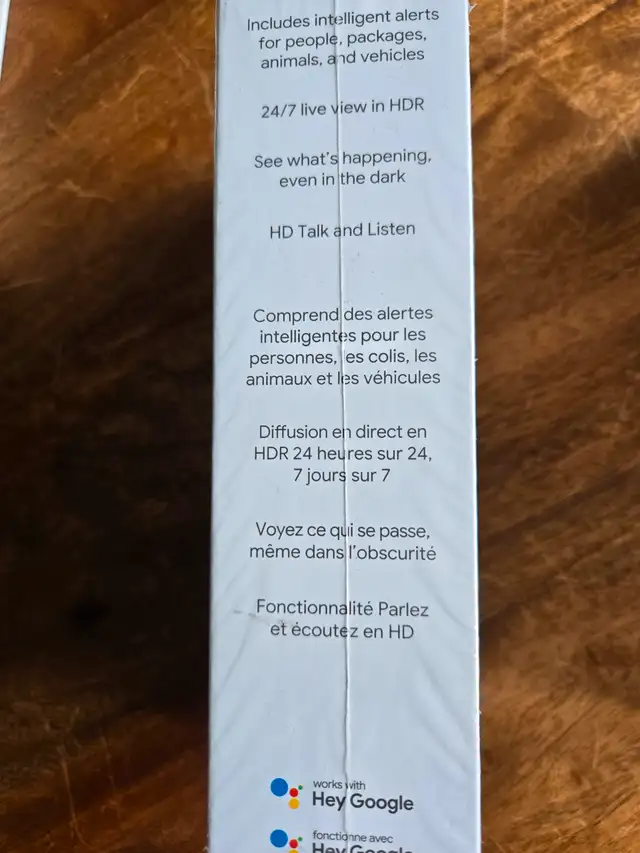 Includes intelligent alerts
for people, packages,
animals, and vehicles
24/7 live view in HDR
See what's happening,
even in the dark
HD Talk and Listen
Comprend des alertes
intelligentes pour les
personnes, les colis, les
animaux et les véhicules
Diffusion en direct en
HDR 24 heures sur 24,
7 jours sur 7
Voyez ce qui se passe,
même dans l'obscurité
Fonctionnalité Parlez
et écoutez en HD
works with
Hey Google
fonctionne avec
Hey Google